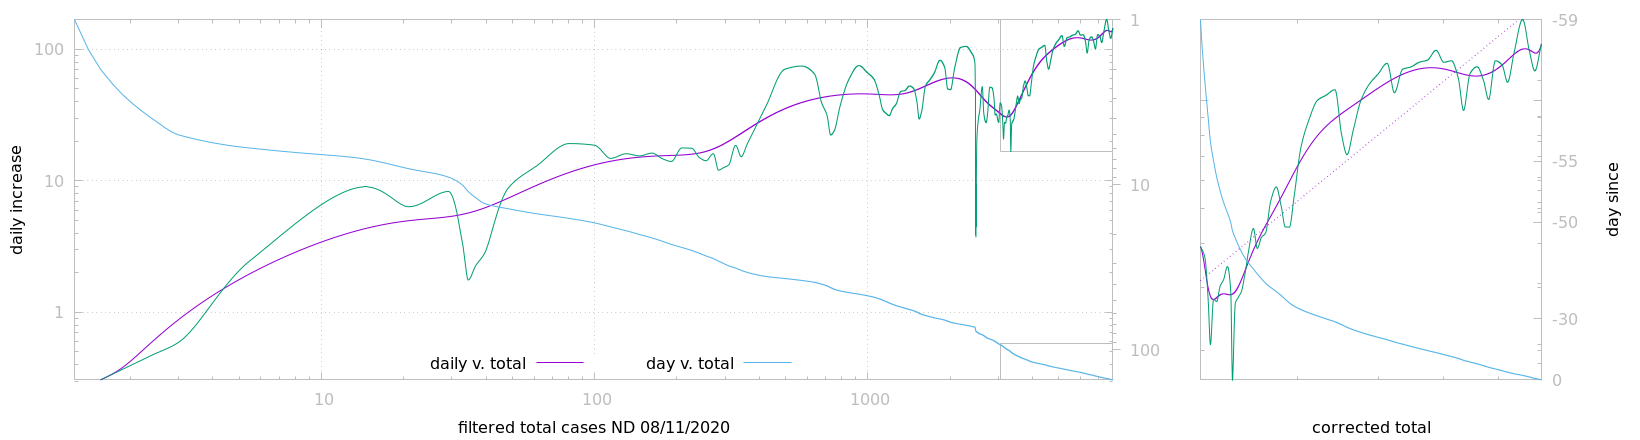 daily increase
100
10
1
10
100
1000
filtered total cases ND 08/11/2020
daily v. total
day v. total
1
10
100
-59
-55
-50
-30
0
day since
corrected total